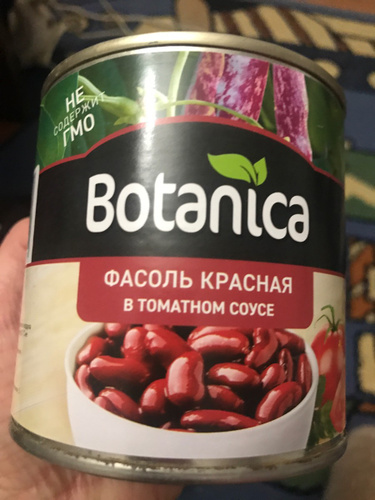 НЕ
СОДЕРЖИТ
ГМО
Botanica
ФАСОЛЬ КРАСНАЯ
В ТОМАТНОМ СОУСЕ